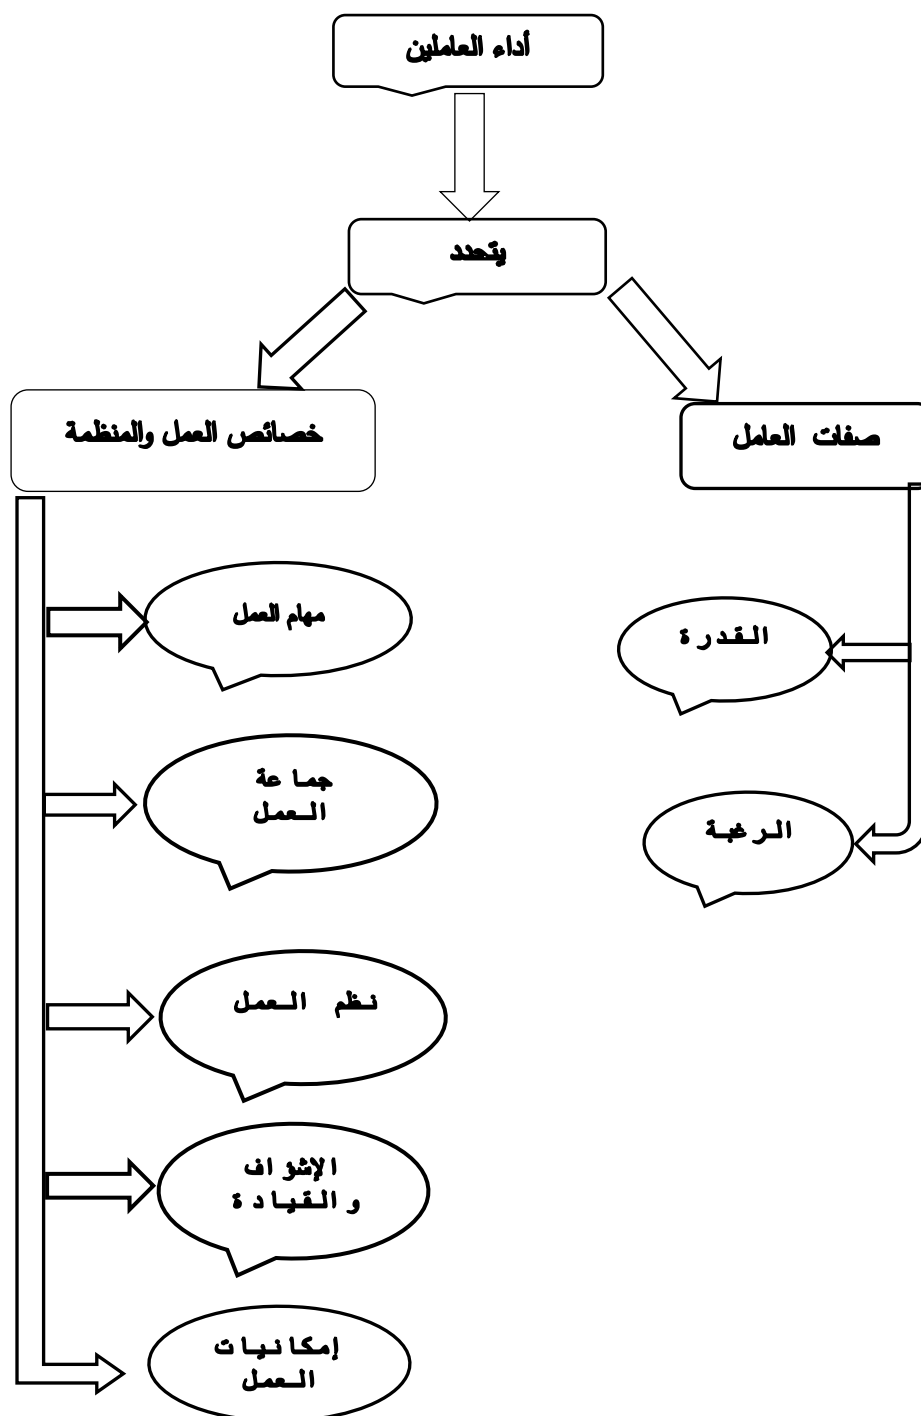 أداء العاملين
يتحدد
صفات العامل
خصائص العمل والمنظمة
القدرة
الرغبة
مهام العمل
جماعة
العمل
نظم العمل
الإشراف
والقيادة
إمكانيات
العمل